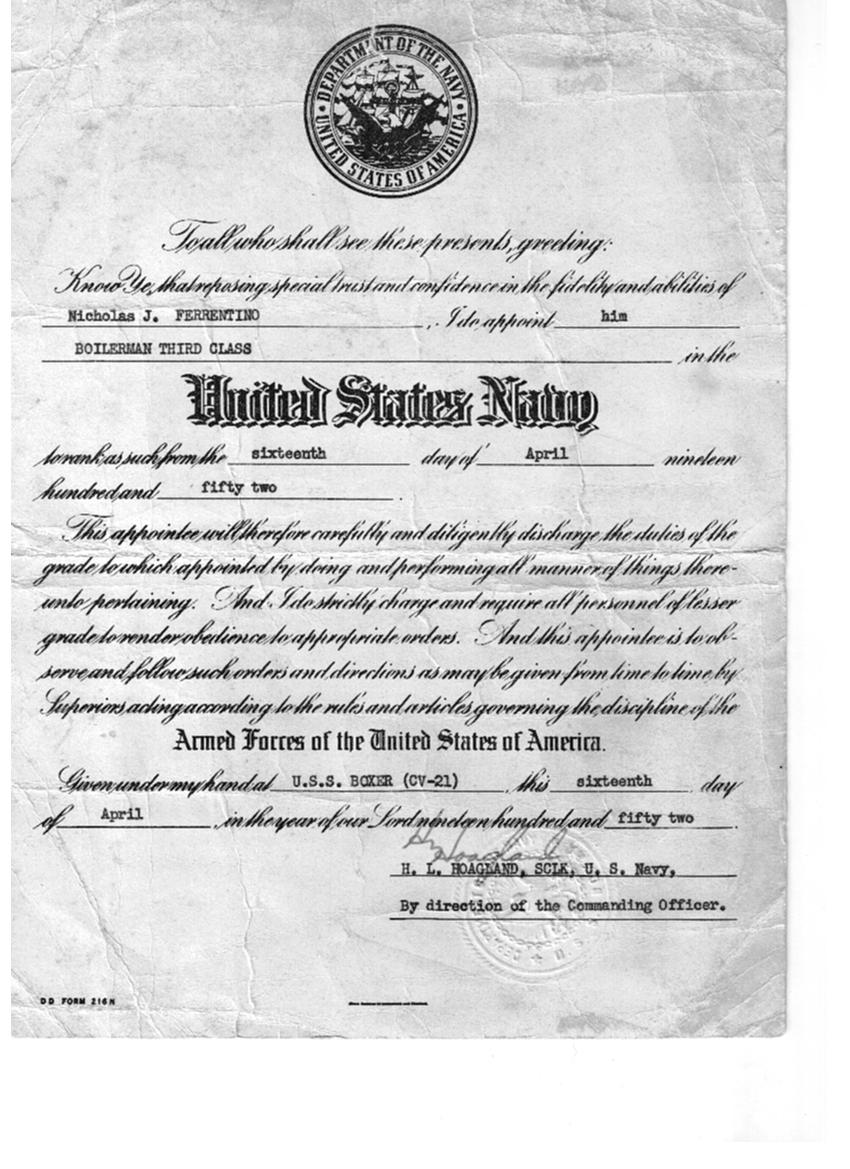 DEPARTMENT OF THE NAVY
UNITED STATES OF AMERICA
To all who shall see these presents, greeting:
Know Ye, that reposing special trust and confidence in the fidelity and abilities of
Nicholas J. FERRENTINO , I do appoint him
BOILERMAN THIRD CLASS in the
United States Navy
to rank as such from the sixteenth day of April nineteen
hundred and fifty two .
This appointee will therefore carefully and diligently discharge the duties of the
grade to which appointed by doing and performing all manner of things there-
unto pertaining. And I do strictly charge and require all personnel of lesser
grade to render obedience to appropriate orders. And this appointee is to ob-
serve and follow such orders and directions as may be given from time to time by
Superiors acting according to the rules and articles governing the discipline of the
Armed Forces of the United States of America.
Given under my hand at U.S.S. BOXER (CV-21) , this sixteenth day
of April , in the year of our Lord nineteen hundred and fifty two .
H L Hoagland
H. L. HOAGLAND, SCLK, U. S. Navy,
By direction of the Commanding Officer.
DD FORM 216N